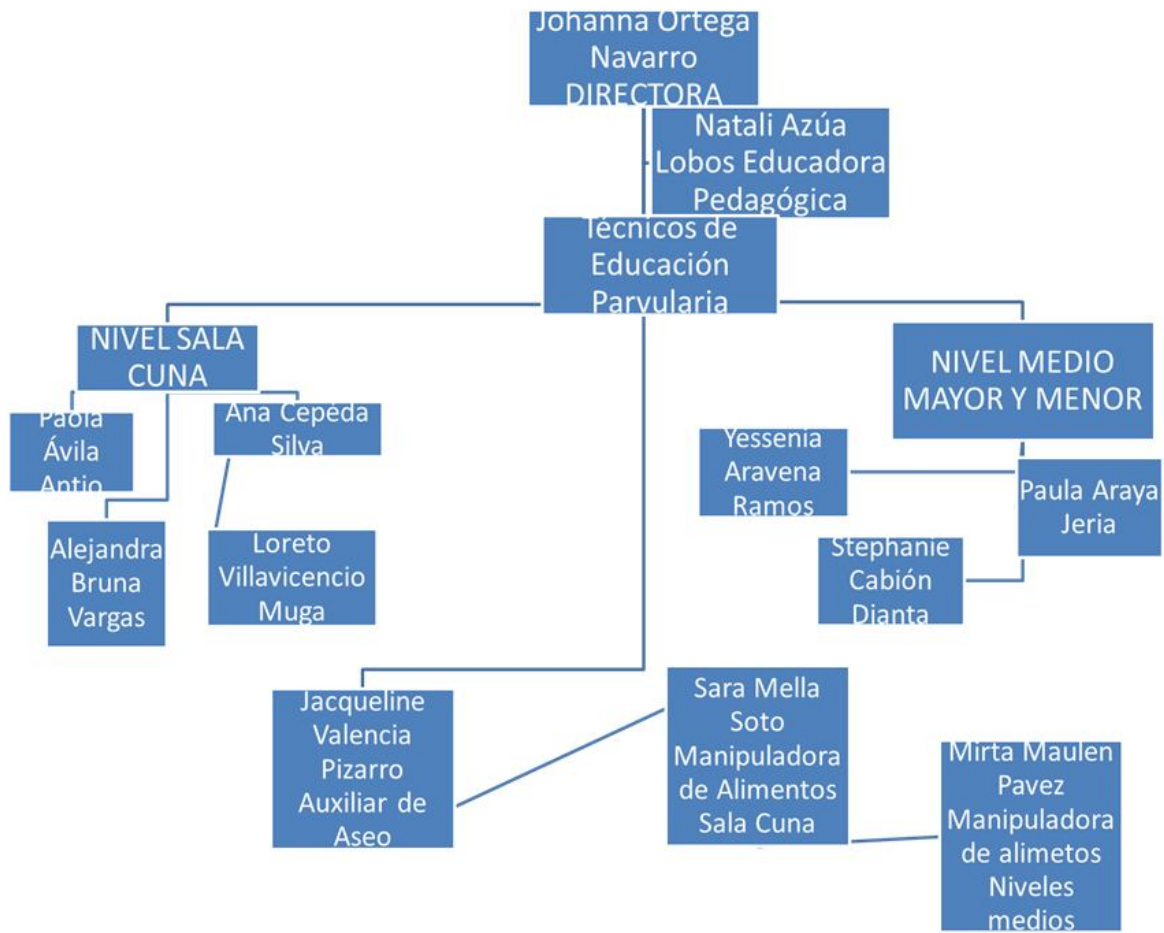 Johanna Ortega
Navarro
DIRECTORA
Natali Azúa
Lobos Educadora
Pedagógica
Técnicos de
Educación
Parvularia
NIVEL SALA
CUNA
Paola
Ávila
Antio
Ana Cepéda
Silva
Alejandra
Bruna
Vargas
Loreto
Villavicencio
Muga
NIVEL MEDIO
MAYOR Y MENOR
Yessenia
Aravena
Ramos
Paula Araya
Jeria
Stephanie
Cabión
Dianta
Jacqueline
Valencia
Pizarro
Auxiliar de
Aseo
Sara Mella
Soto
Manipuladora
de Alimentos
Sala Cuna
Mirta Maulen
Pavez
Manipuladora
de alimetos
Niveles
medios